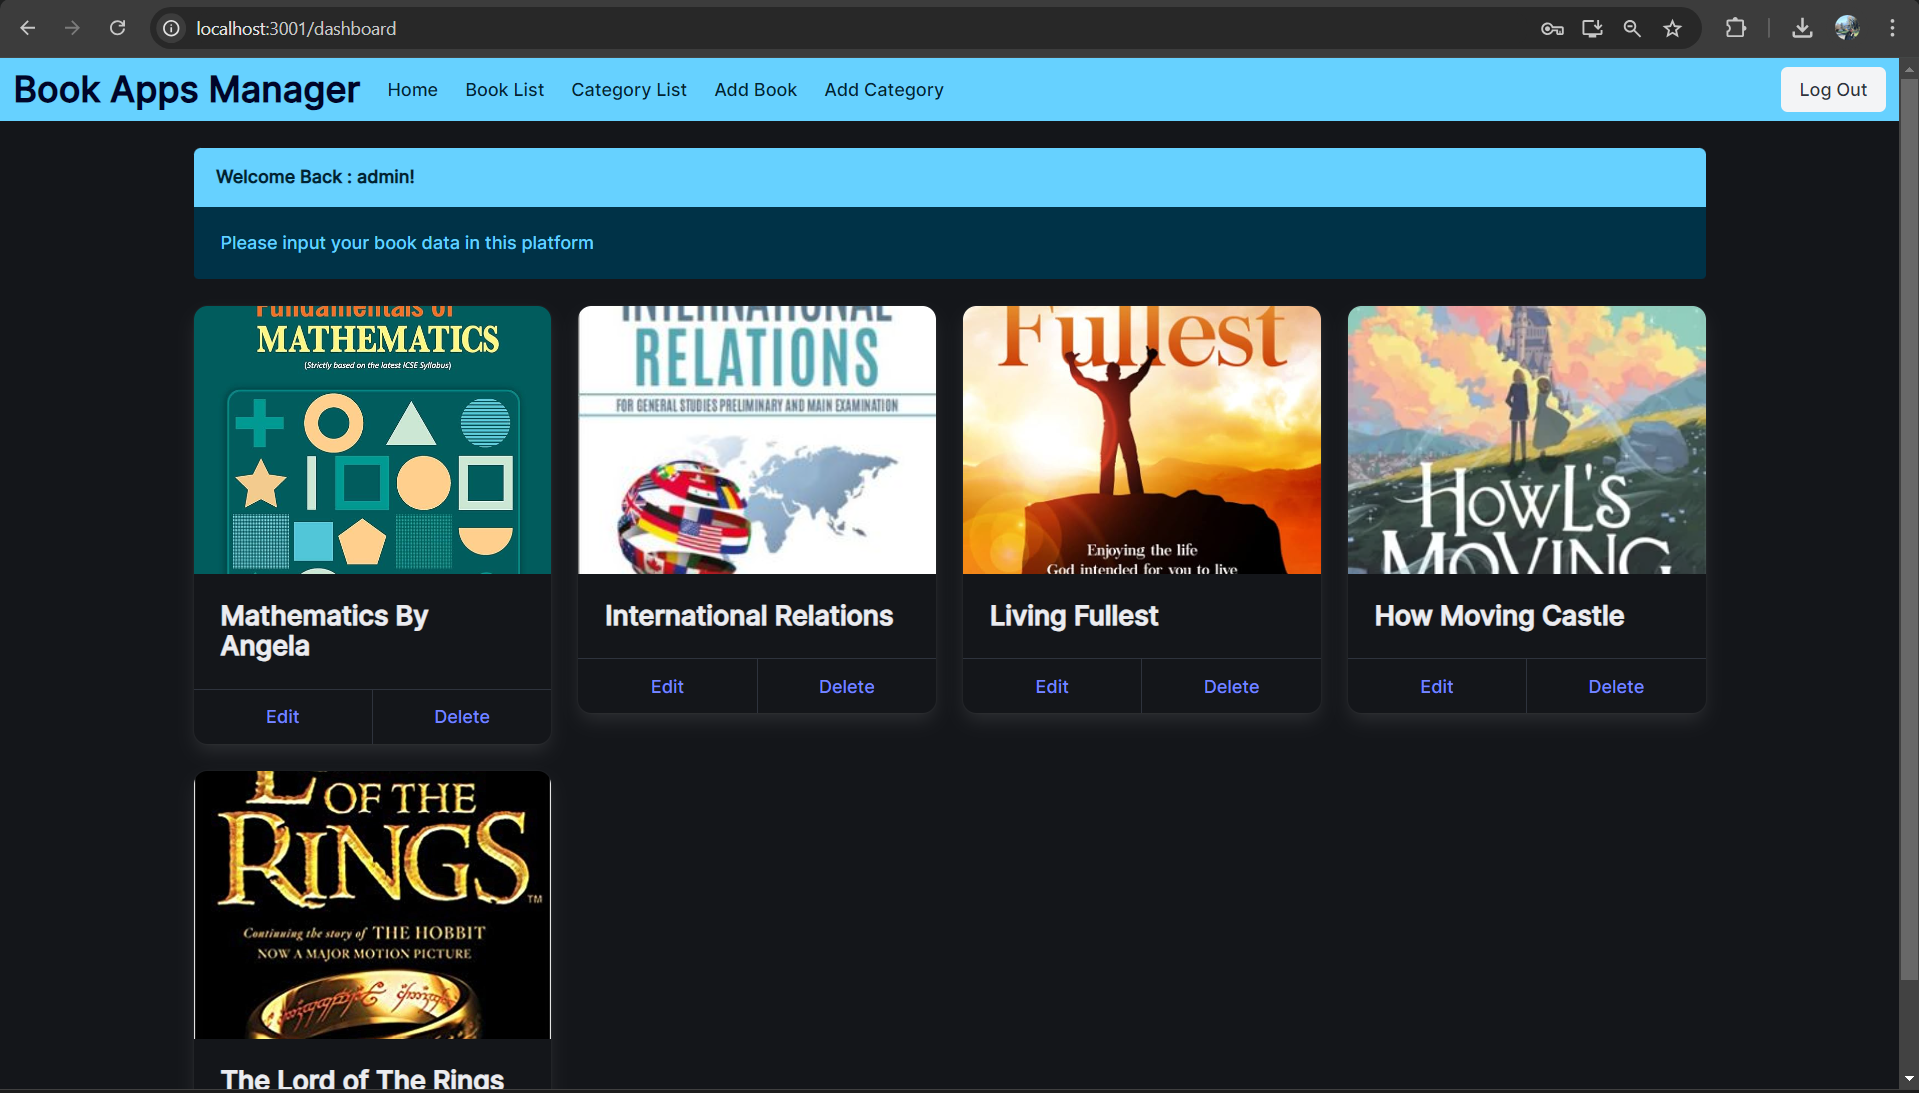 localhost:3001/dashboard
Book Apps Manager
Home
Book List
Category List
Add Book
Add Category
Log Out
Welcome Back : admin!
Please input your book data in this platform
Fundamentals of
MATHEMATICS
(Strictly based on the latest ICSE Syllabus)
Mathematics By
Angela
Edit
Delete
INTERNATIONAL
RELATIONS
FOR GENERAL STUDIES PRELIMINARY AND MAIN EXAMINATION
International Relations
Edit
Delete
Fullest
Enjoying the life
God intended for you to live
Living Fullest
Edit
Delete
HOWL'S
MOVING
How Moving Castle
Edit
Delete
OF THE
RINGS™
Continuing the story of THE HOBBIT
NOW A MAJOR MOTION PICTURE
The Lord of The Rings